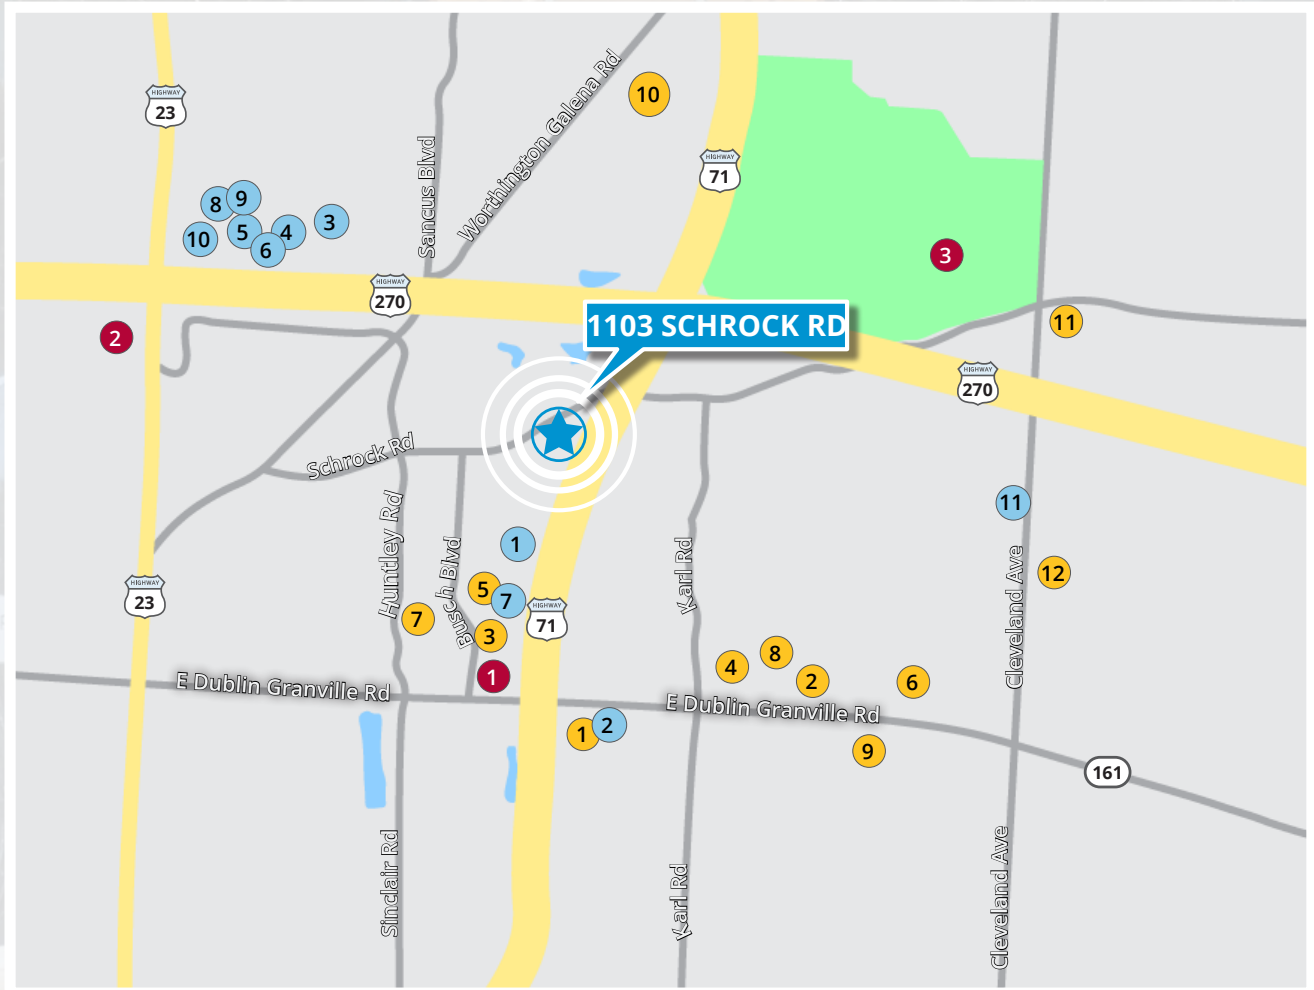 HIGHWAY
23
Sancus Blvd
Worthington Galena Rd
10
HIGHWAY
71
8
9
10
5
6
4
3
3
HIGHWAY
270
2
1103 SCHROCK RD
11
HIGHWAY
270
Schrock Rd
Huntley Rd
Busch Blvd
1
5
7
7
3
1
HIGHWAY
71
HIGHWAY
23
Karl Rd
11
12
Cleveland Ave
4
8
2
6
E Dublin Granville Rd
E Dublin Granville Rd
1
2
9
161
Sinclair Rd
Karl Rd
Cleveland Ave